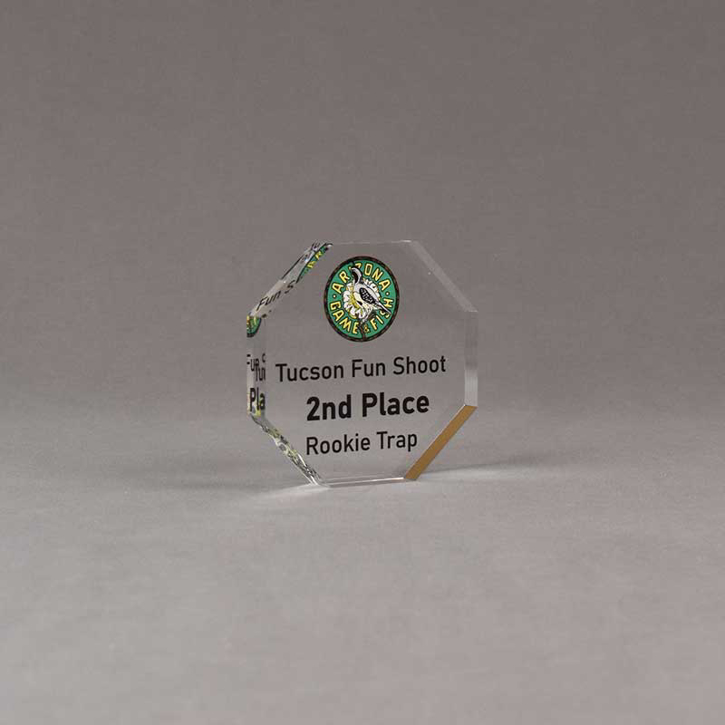 ARIZONA
GAME & FISH
Tucson Fun Shoot
2nd Place
Rookie Trap